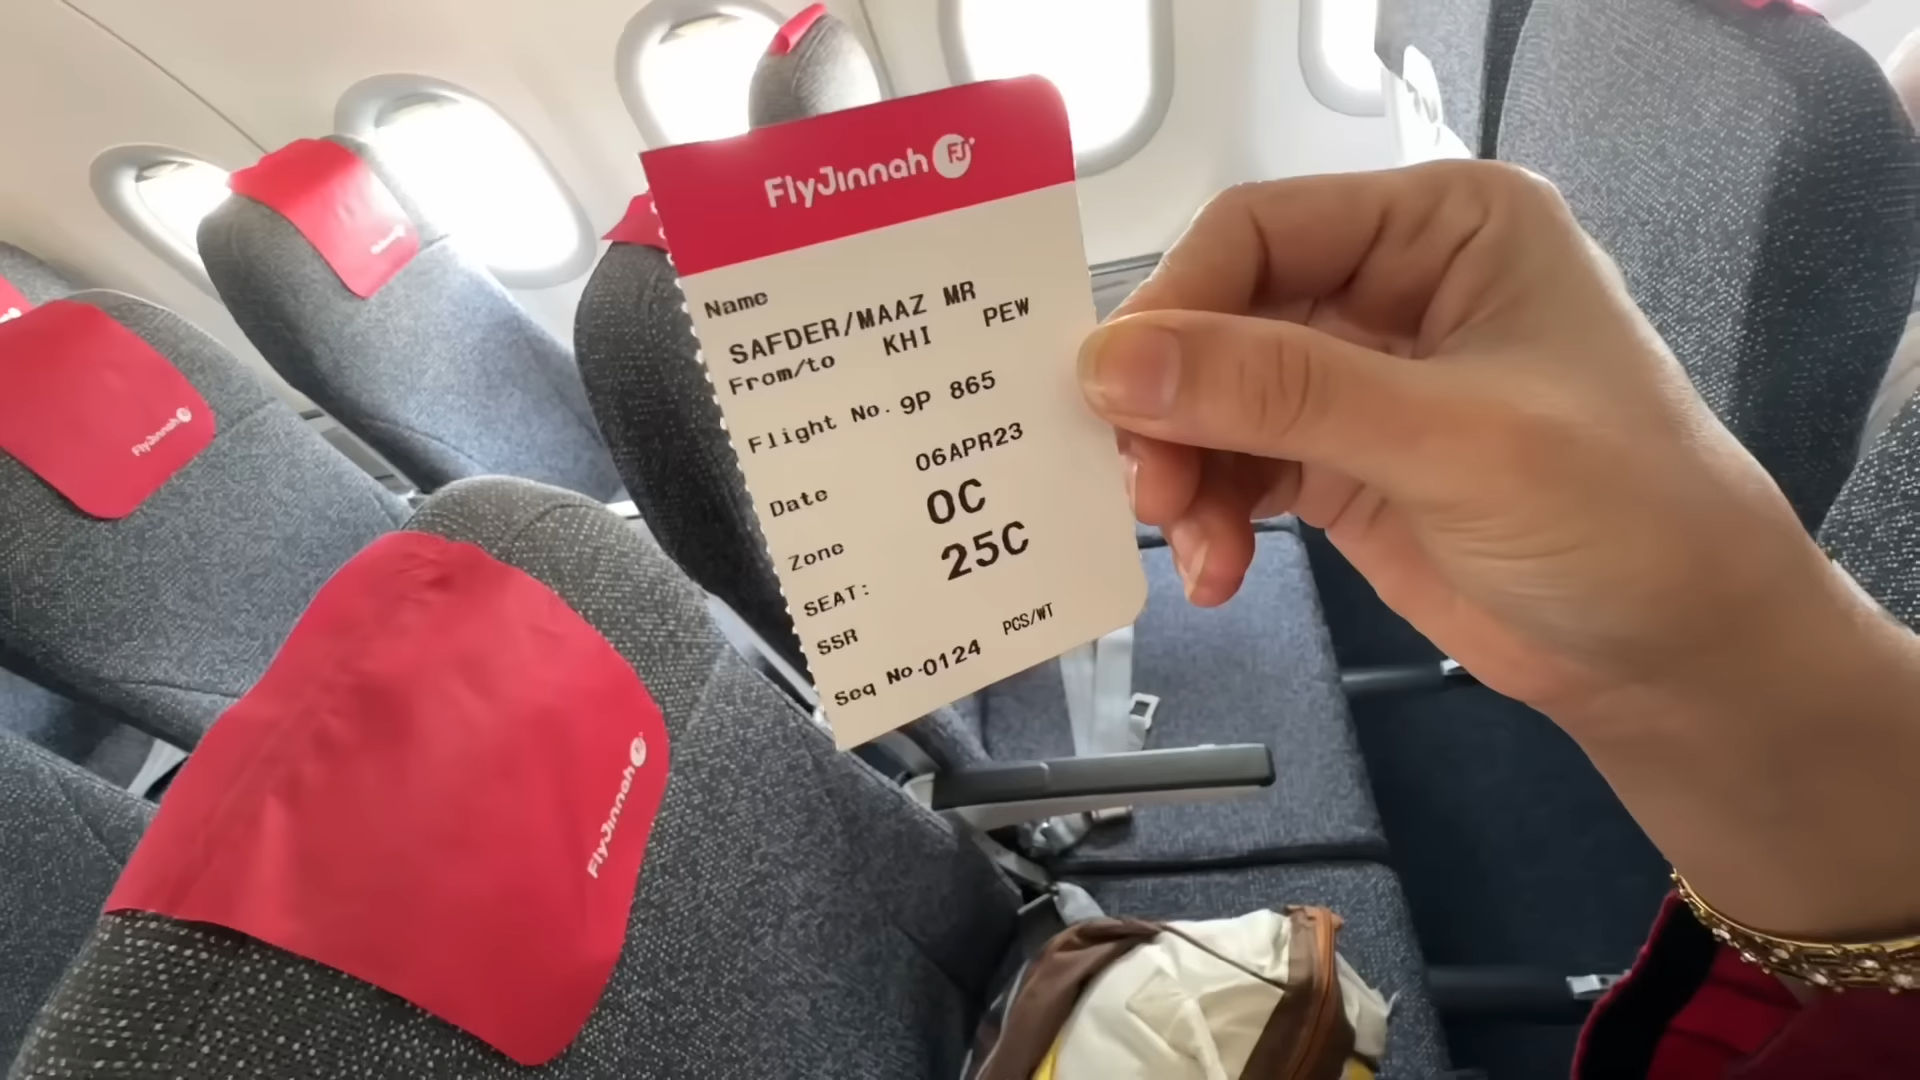 FlyJinnah FJ
Name
SAFDER/MAAZ MR
From/to KHI PEW
Flight No. 9P 865
Date 06APR23
Zone OC
SEAT: 25C
SSR
Seq No. 0124 PCS/WT
FlyJinnah
FlyJinnah